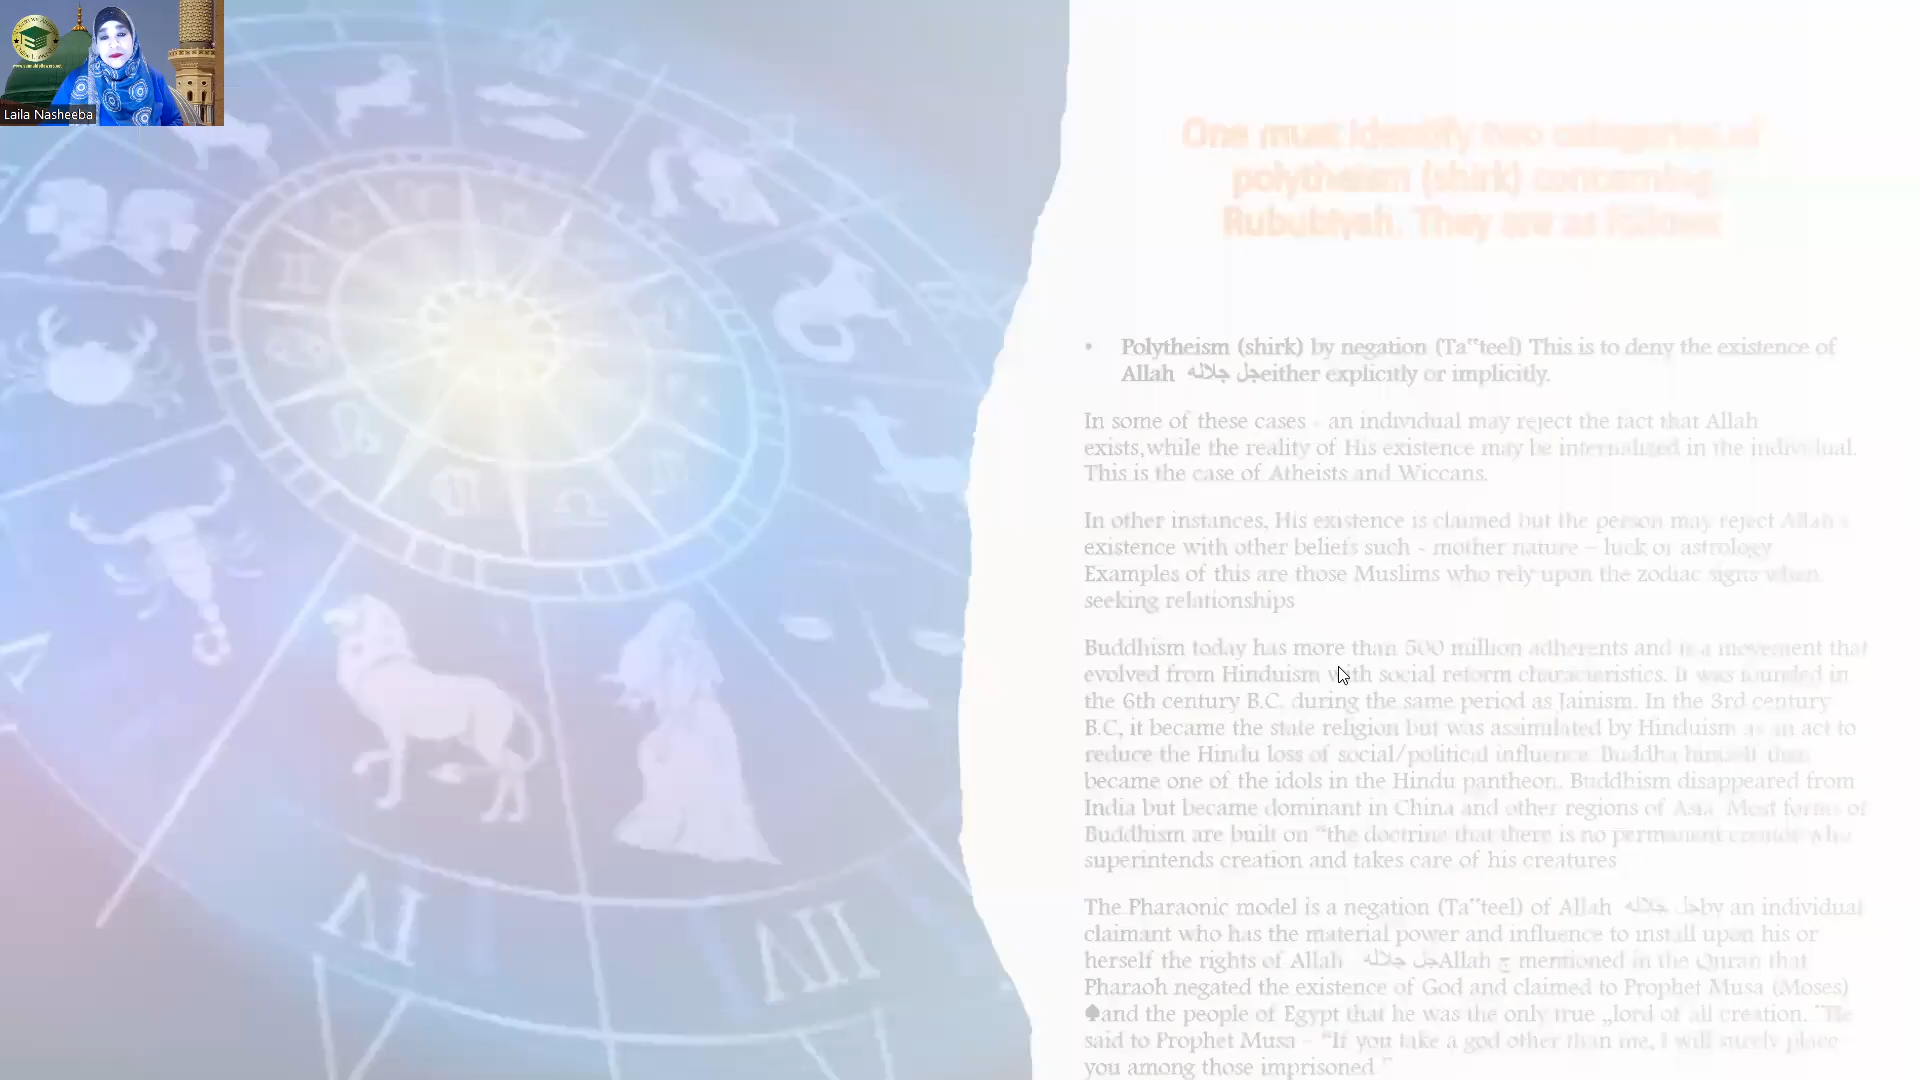 Laila Nasheeba
One must identify two categories of
polytheism (shirk) concerning
Rububiyah. They are as follows
• Polytheism (shirk) by negation (Ta‟teel) This is to deny the existence of
Allah جل جلاله either explicitly or implicitly.
In some of these cases - an individual may reject the fact that Allah
exists,while the reality of His existence may be internalized in the individual.
This is the case of Atheists and Wiccans.
In other instances, His existence is claimed but the person may reject Allah's
existence with other beliefs such - mother nature – luck or astrology
Examples of this are those Muslims who rely upon the zodiac signs when
seeking relationships
Buddhism today has more than 500 million adherents and is a movement that
evolved from Hinduism with social reform characteristics. It was founded in
the 6th century B.C. during the same period as Jainism. In the 3rd century
B.C, it became the state religion but was assimilated by Hinduism as an act to
reduce the Hindu loss of social/political influence. Buddha himself then
became one of the idols in the Hindu pantheon. Buddhism disappeared from
India but became dominant in China and other regions of Asia. Most forms of
Buddhism are built on “the doctrine that there is no permanent who
superintends creation and takes care of his creatures
The Pharaonic model is a negation (Ta‟teel) of Allah جل جلاله by an individual
claimant who has the material power and influence to install upon his or
herself the rights of Allah جل جلاله Allah ج mentioned in the Quran that
Pharaoh negated the existence of God and claimed to Prophet Musa (Moses)
♠and the people of Egypt that he was the only true „lord of all creation. "He
said to Prophet Musa – “If you take a god other than me, I will surely place
you among those imprisoned.”
VI
VII